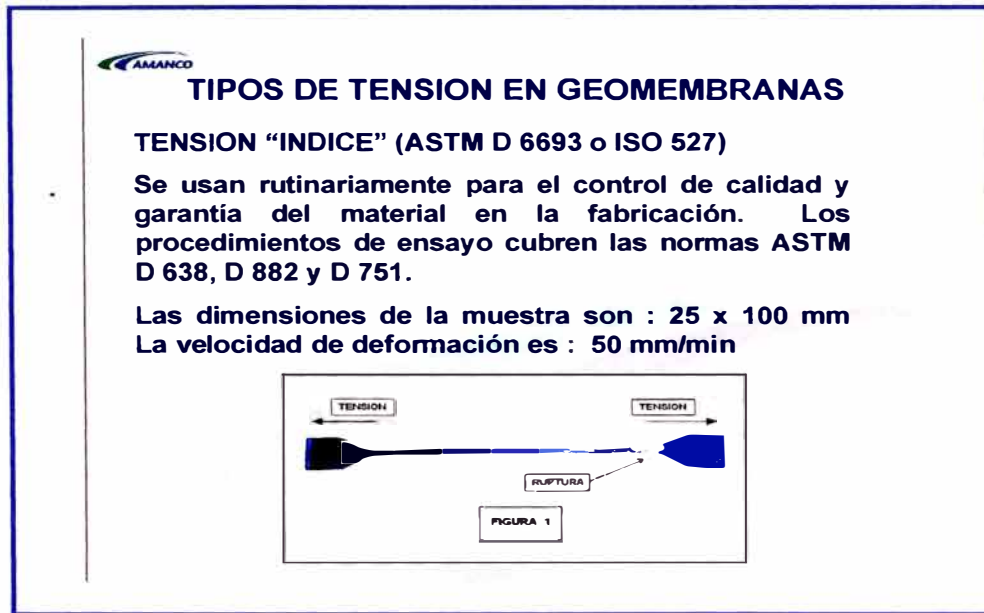 AMANCO
TIPOS DE TENSION EN GEOMEMBRANAS
TENSION “INDICE” (ASTM D 6693 o ISO 527)
Se usan rutinariamente para el control de calidad y
garantía del material en la fabricación. Los
procedimientos de ensayo cubren las normas ASTM
D 638, D 882 y D 751.
Las dimensiones de la muestra son : 25 x 100 mm
La velocidad de deformación es : 50 mm/min
TENSION
TENSION
RUPTURA
FIGURA 1